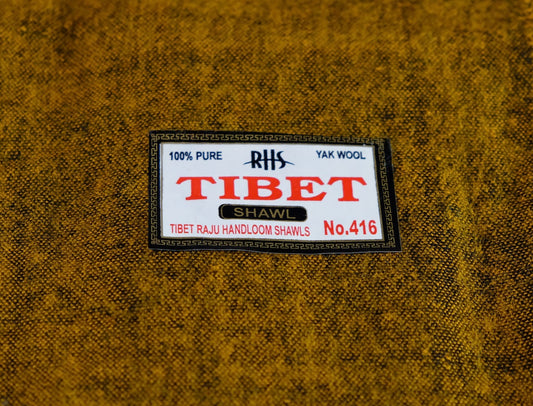 100% PURE RHS YAK WOOL
TIBET
SHAWL
TIBET RAJU HANDLOOM SHAWLS No.416